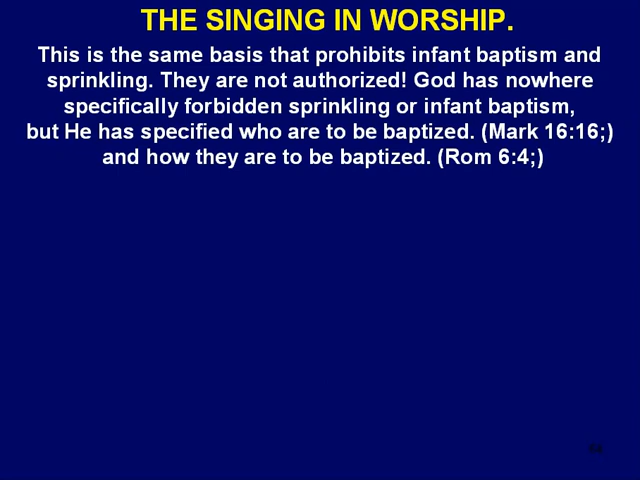 THE SINGING IN WORSHIP.
This is the same basis that prohibits infant baptism and
sprinkling. They are not authorized! God has nowhere
specifically forbidden sprinkling or infant baptism,
but He has specified who are to be baptized. (Mark 16:16;)
and how they are to be baptized. (Rom 6:4;)